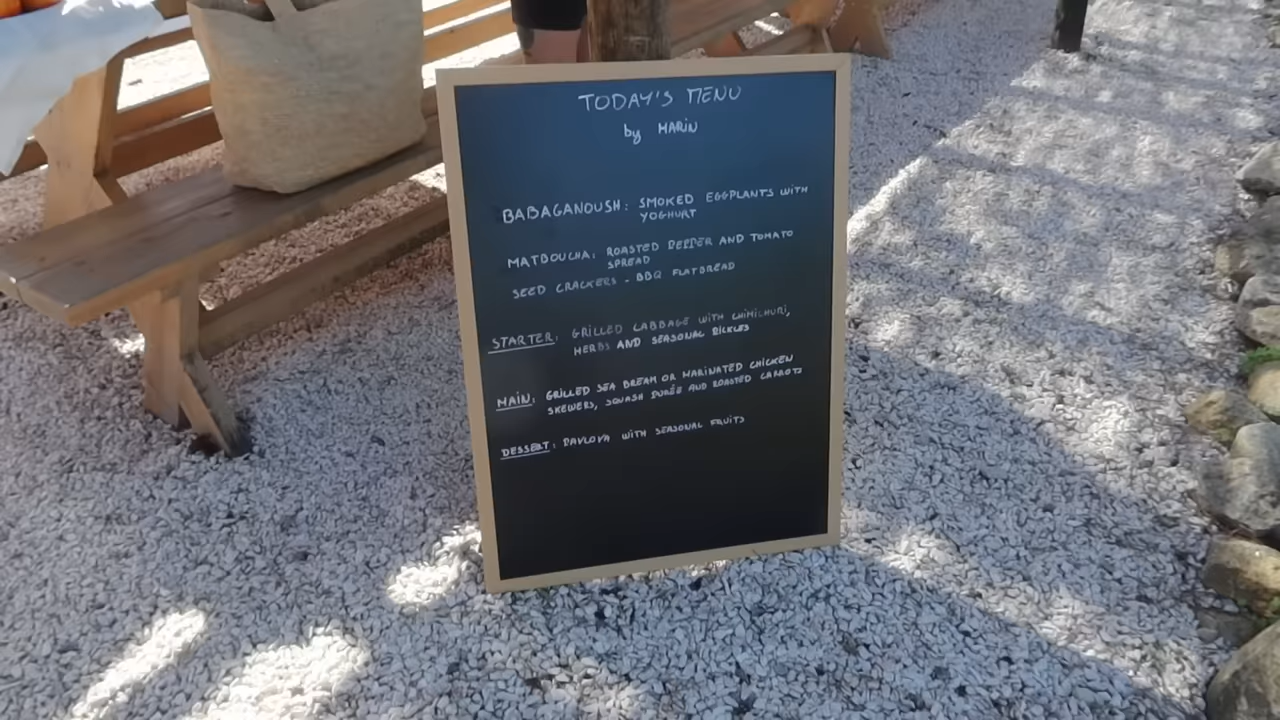 TODAY'S MENU
by MARIN
BABAGANOUSH: SMOKED EGGPLANTS WITH
YOGHURT
MATBOUCHA: ROASTED PEPPER AND TOMATO
SPREAD
SEED CRACKERS - BBQ FLATBREAD
STARTER: GRILLED CABBAGE WITH CHIMICHURI,
HERBS AND SEASONAL PICKLES
MAIN: GRILLED SEA BREAM OR MARINATED CHICKEN
SKEWERS, SQUASH PURÉE AND ROASTED CARROTS
DESSERT: PAVLOVA WITH SEASONAL FRUITS